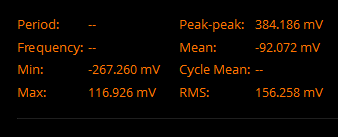 Period: -- Peak-peak: 384.186 mV
Frequency: -- Mean: -92.072 mV
Min: -267.260 mV Cycle Mean: --
Max: 116.926 mV RMS: 156.258 mV